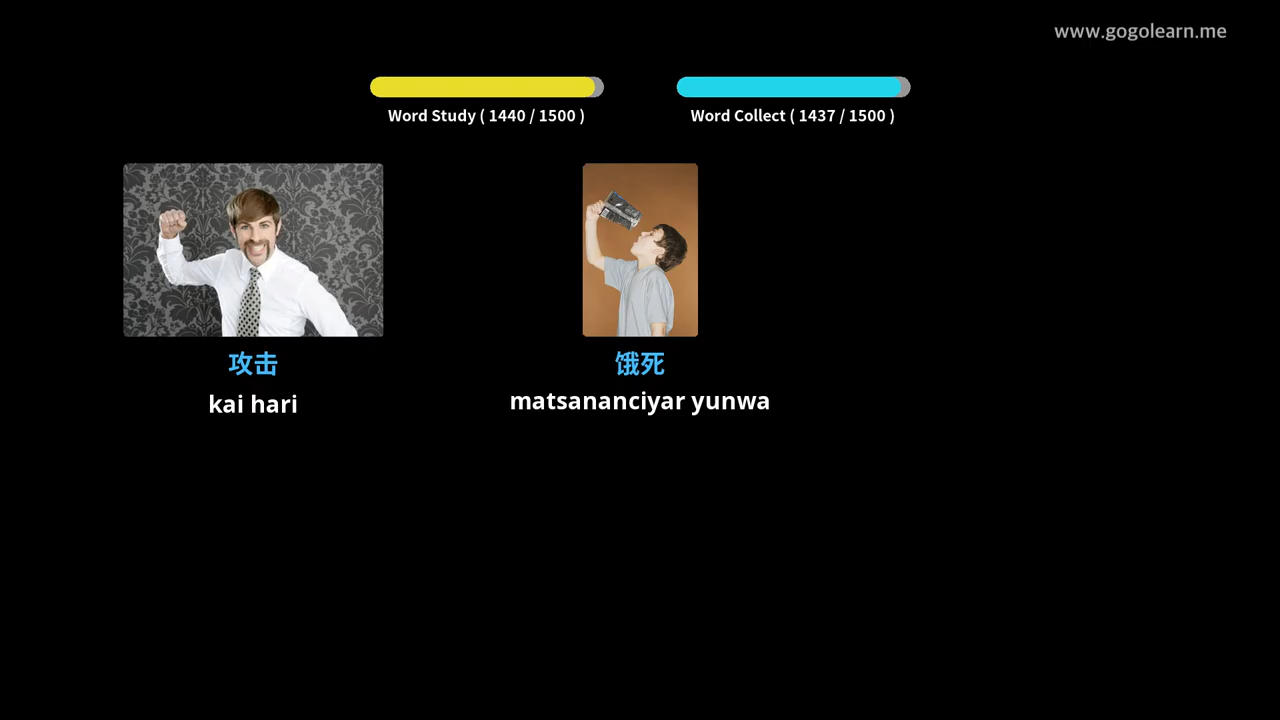 www.gogolearn.me
Word Study ( 1440 / 1500 )
Word Collect ( 1437 / 1500 )
攻击
kai hari
饿死
matsananciyar yunwa